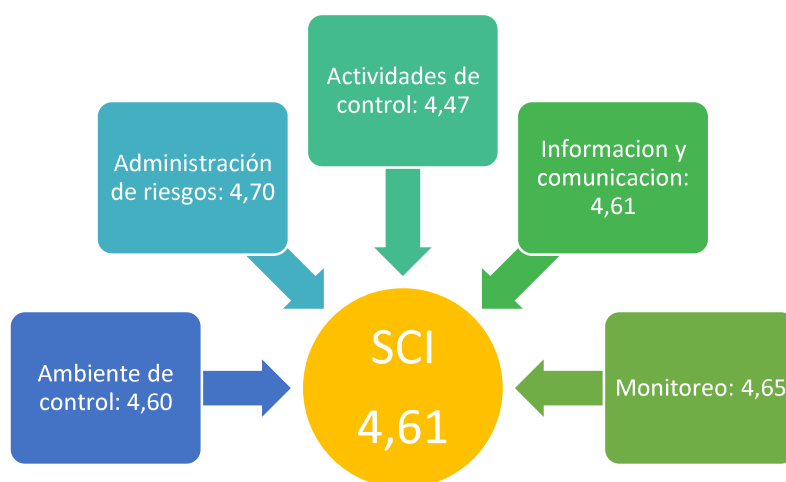 Actividades de
control: 4,47
Administración
de riesgos: 4,70
Informacion y
comunicacion:
4,61
Ambiente de
control: 4,60
SCI
4,61
Monitoreo: 4,65